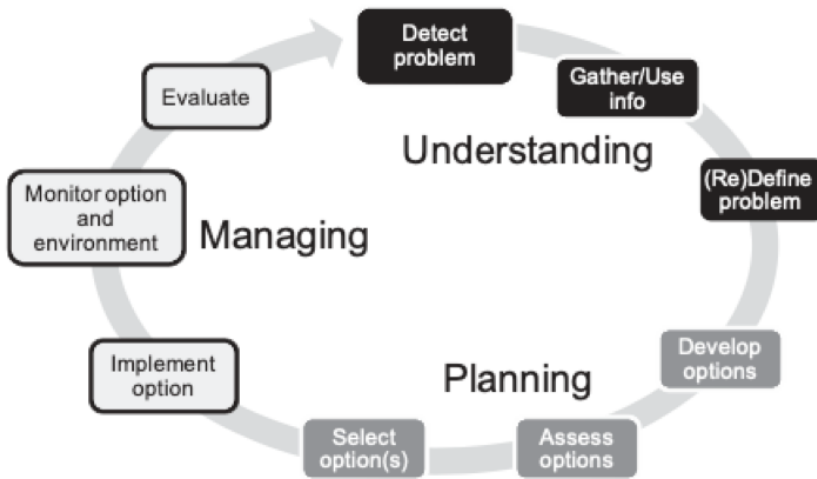 Detect
problem
Gather/Use
info
Understanding
(Re)Define
problem
Develop
options
Planning
Assess
options
Select
option(s)
Implement
option
Managing
Monitor option
and
environment
Evaluate